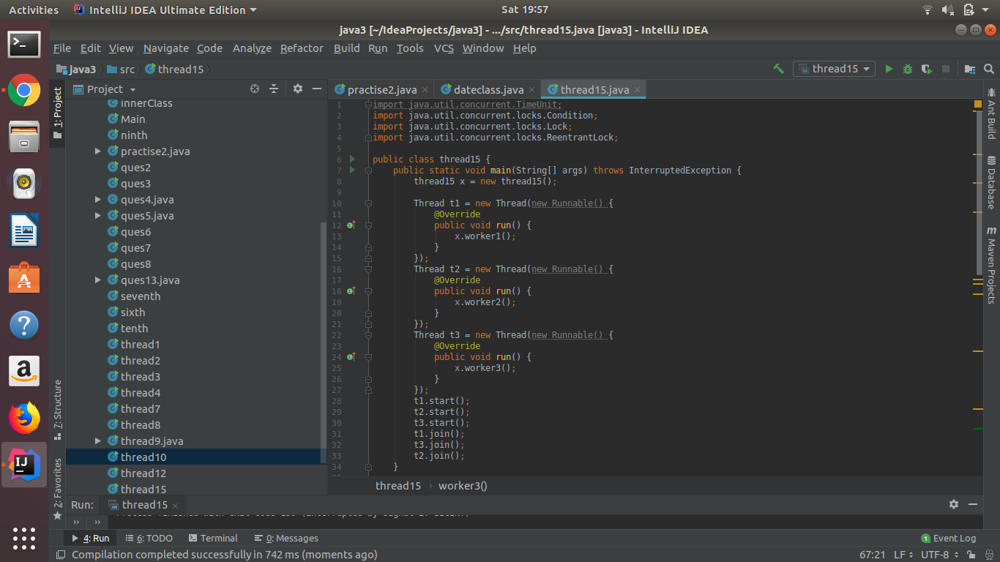 Activities IntelliJ IDEA Ultimate Edition Sat 19:57
java3 [~/IdeaProjects/java3] - .../src/thread15.java [java3] - IntelliJ IDEA
File Edit View Navigate Code Analyze Refactor Build Run Tools VCS Window Help
java3 src thread15 thread15
Project
practise2.java dateclass.java thread15.java
1: Project
7: Structure
2: Favorites
innerClass
Main
ninth
practise2.java
ques2
ques3
ques4.java
ques5.java
ques6
ques7
ques8
ques13.java
seventh
sixth
tenth
thread1
thread2
thread3
thread4
thread7
thread8
thread9.java
thread10
thread12
thread15
1 import java.util.concurrent.TimeUnit;
2 import java.util.concurrent.locks.Condition;
3 import java.util.concurrent.locks.Lock;
4 import java.util.concurrent.locks.ReentrantLock;
5
6 public class thread15 {
7 public static void main(String[] args) throws InterruptedException {
8 thread15 x = new thread15();
9
10 Thread t1 = new Thread(new Runnable() {
11 @Override
12 public void run() {
13 x.worker1();
14 }
15 });
16 Thread t2 = new Thread(new Runnable() {
17 @Override
18 public void run() {
19 x.worker2();
20 }
21 });
22 Thread t3 = new Thread(new Runnable() {
23 @Override
24 public void run() {
25 x.worker3();
26 }
27 });
28 t1.start();
29 t2.start();
30 t3.start();
31 t1.join();
32 t3.join();
33 t2.join();
34 }
thread15 › worker3()
Ant Build
Database
Maven Projects
Run: thread15
4: Run 6: TODO Terminal 0: Messages 1 Event Log
Compilation completed successfully in 742 ms (moments ago) 67:21 LF UTF-8